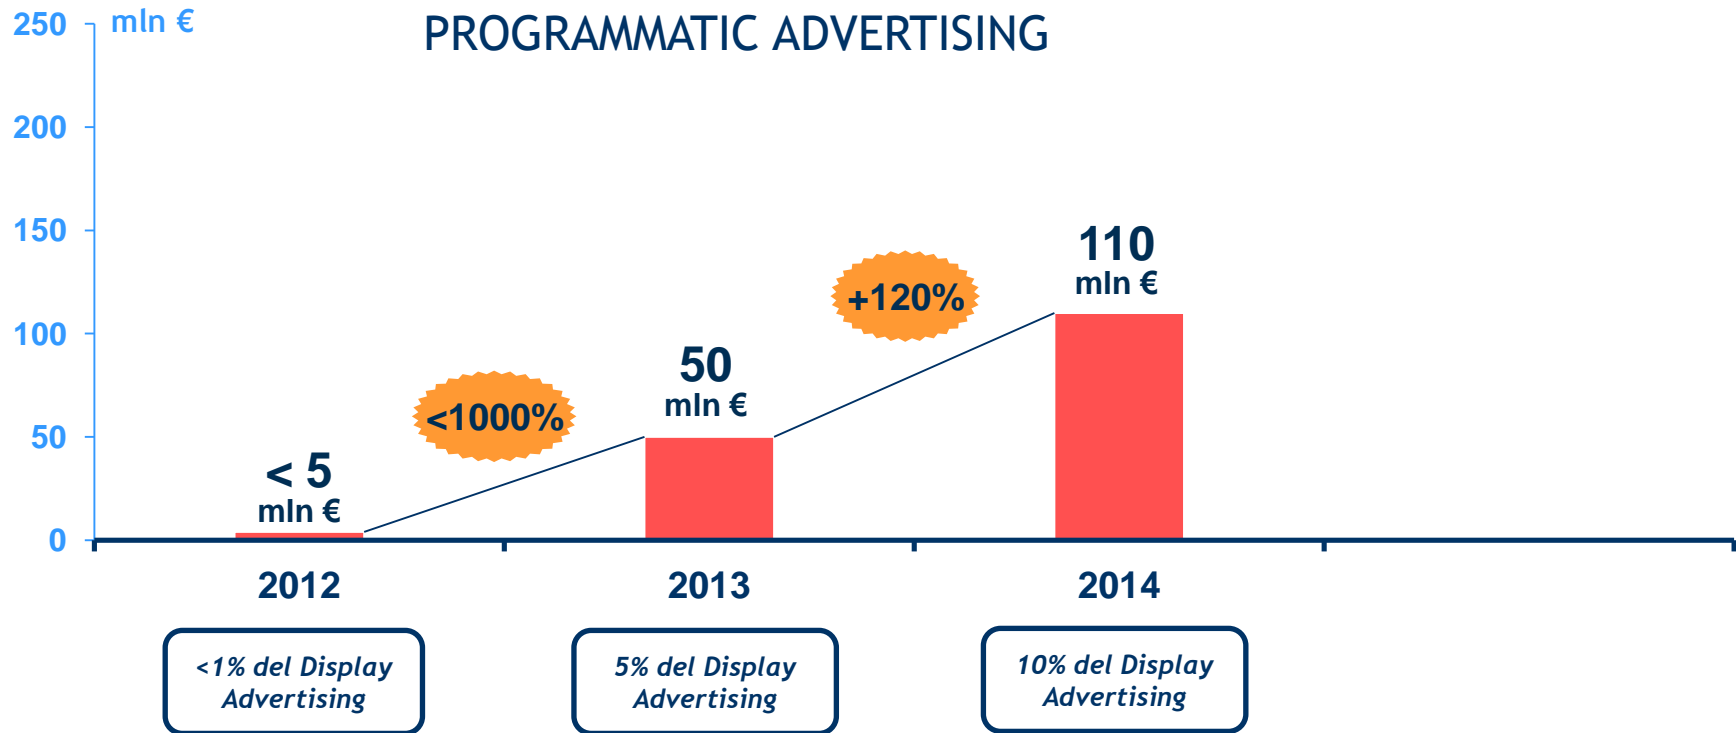 PROGRAMMATIC ADVERTISING
mln €
250
200
150
100
50
0
< 5
mln €
<1000%
50
mln €
+120%
110
mln €
2012
2013
2014
<1% del Display
Advertising
5% del Display
Advertising
10% del Display
Advertising